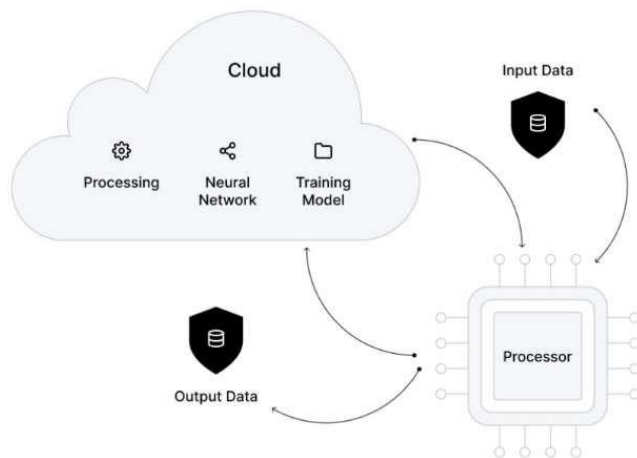 Cloud
Input Data
Processing
Neural
Network
Training
Model
Processor
Output Data